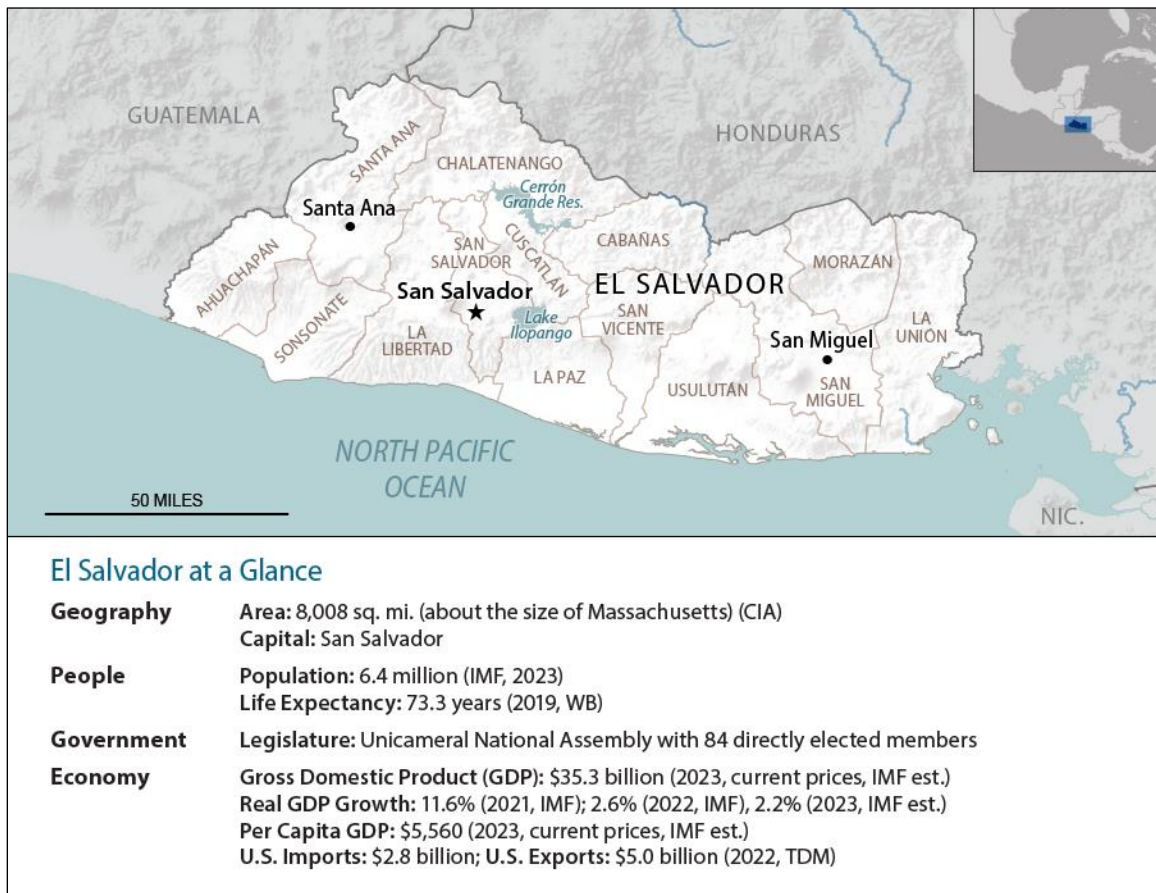 GUATEMALA
HONDURAS
SANTA ANA
CHALATENANGO
Cerrón
Grande Res.
Santa Ana
CABAÑAS
CUSCATLÁN
SAN
SALVADOR
AHUACHAPÁN
EL SALVADOR
MORAZÁN
San Salvador
SAN
VICENTE
Lake
Ilopango
LA
UNIÓN
SONSONATE
LA
LIBERTAD
San Miguel
LA PAZ
USULUTÁN
SAN
MIGUEL
NORTH PACIFIC
OCEAN
50 MILES
NIC.
El Salvador at a Glance
Geography Area: 8,008 sq. mi. (about the size of Massachusetts) (CIA)
Capital: San Salvador
People Population: 6.4 million (IMF, 2023)
Life Expectancy: 73.3 years (2019, WB)
Government Legislature: Unicameral National Assembly with 84 directly elected members
Economy Gross Domestic Product (GDP): $35.3 billion (2023, current prices, IMF est.)
Real GDP Growth: 11.6% (2021, IMF); 2.6% (2022, IMF), 2.2% (2023, IMF est.)
Per Capita GDP: $5,560 (2023, current prices, IMF est.)
U.S. Imports: $2.8 billion; U.S. Exports: $5.0 billion (2022, TDM)